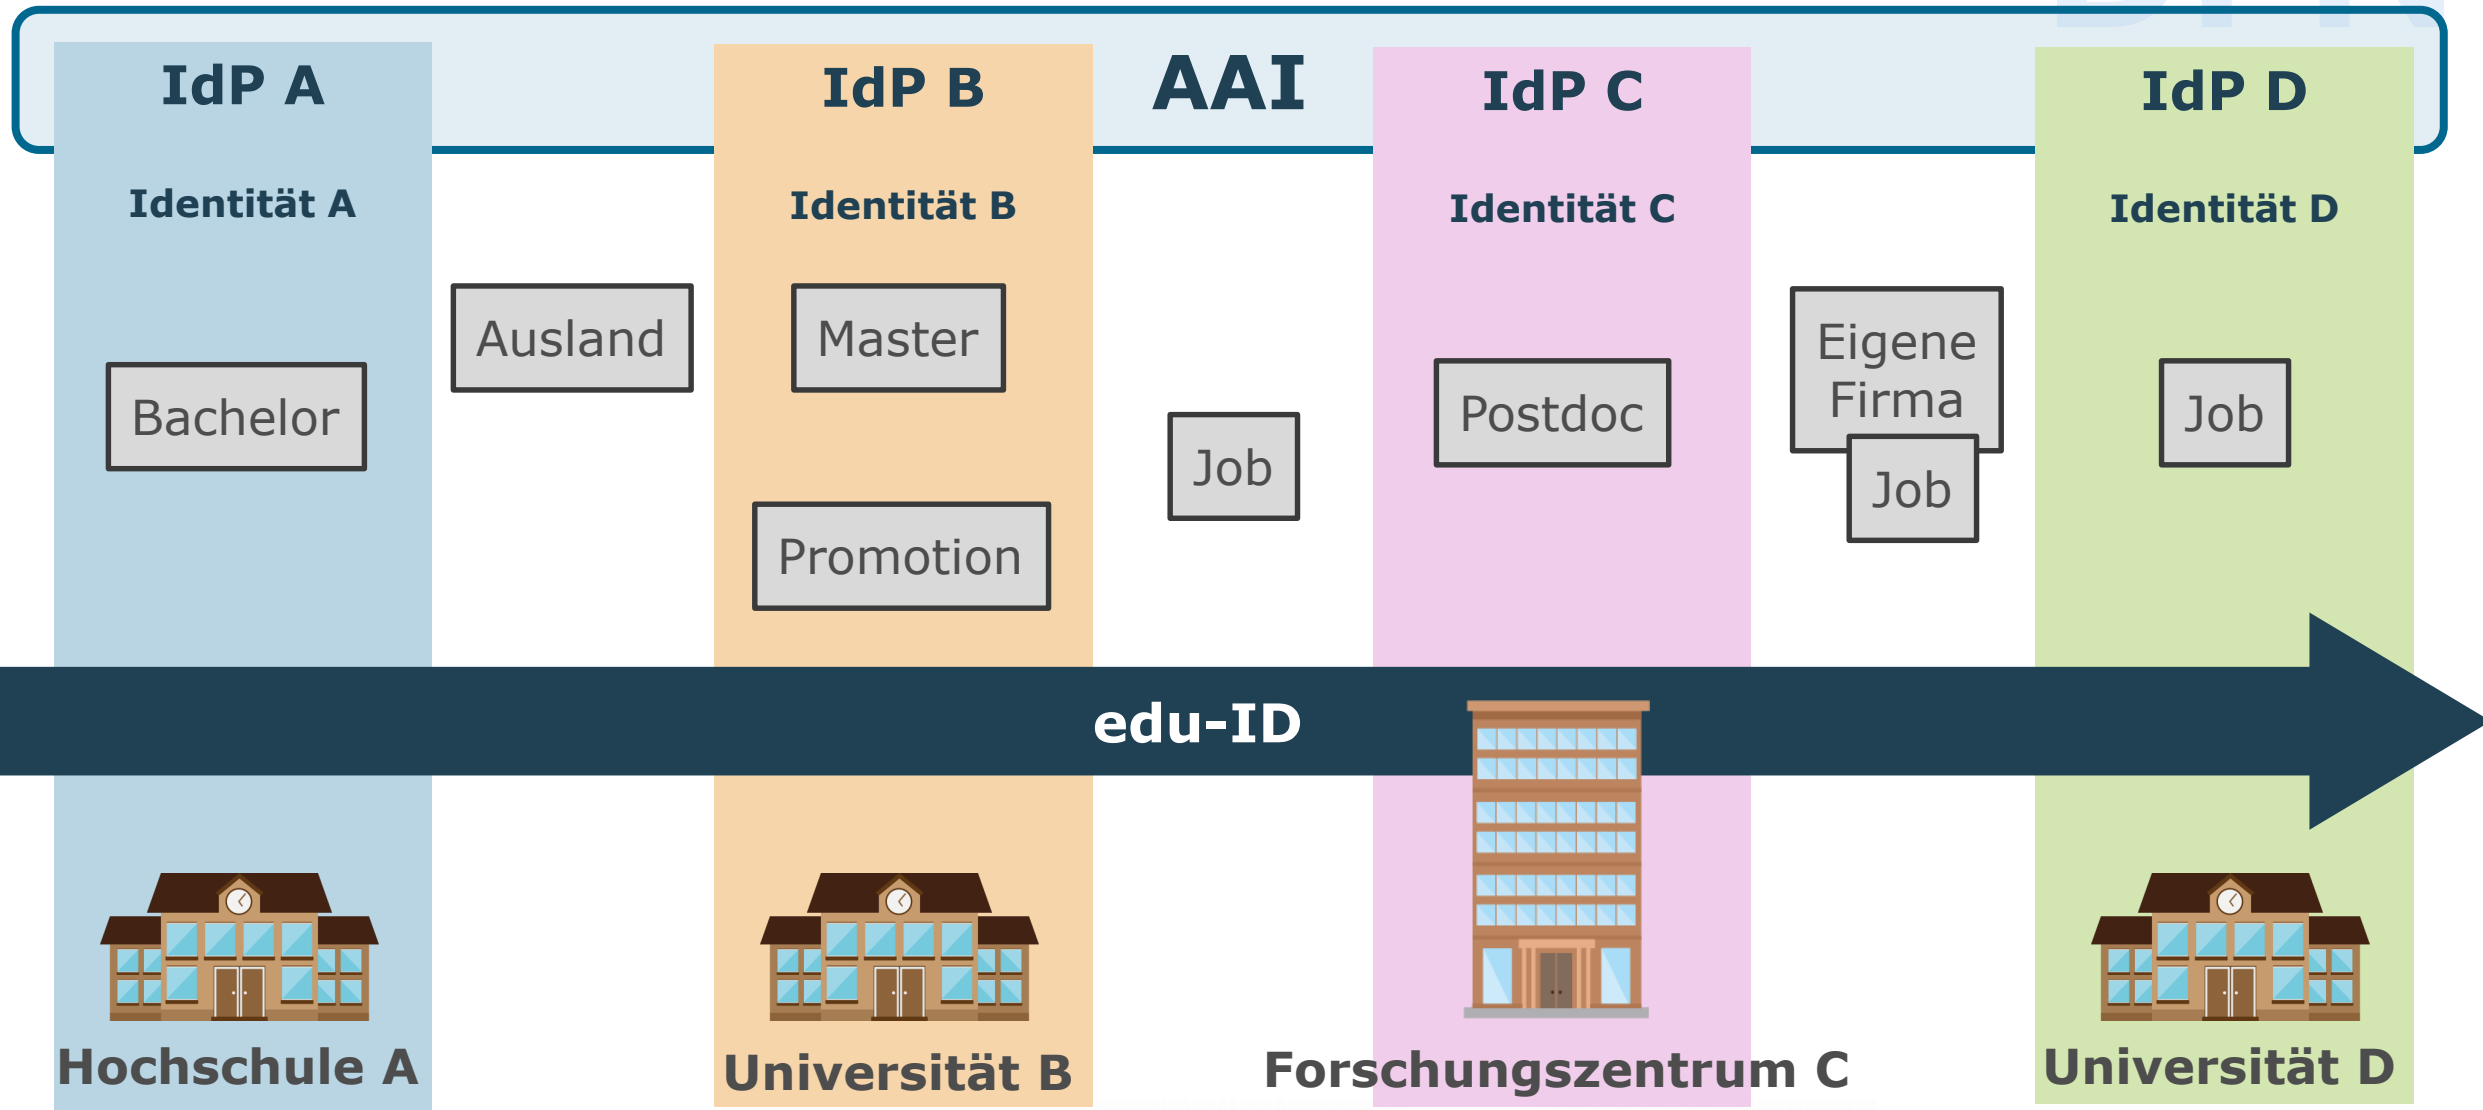 AAI
IdP A
IdP B
IdP C
IdP D
Identität A
Identität B
Identität C
Identität D
Bachelor
Ausland
Master
Promotion
Job
Postdoc
Eigene
Firma
Job
Job
edu-ID
Hochschule A
Universität B
Forschungszentrum C
Universität D